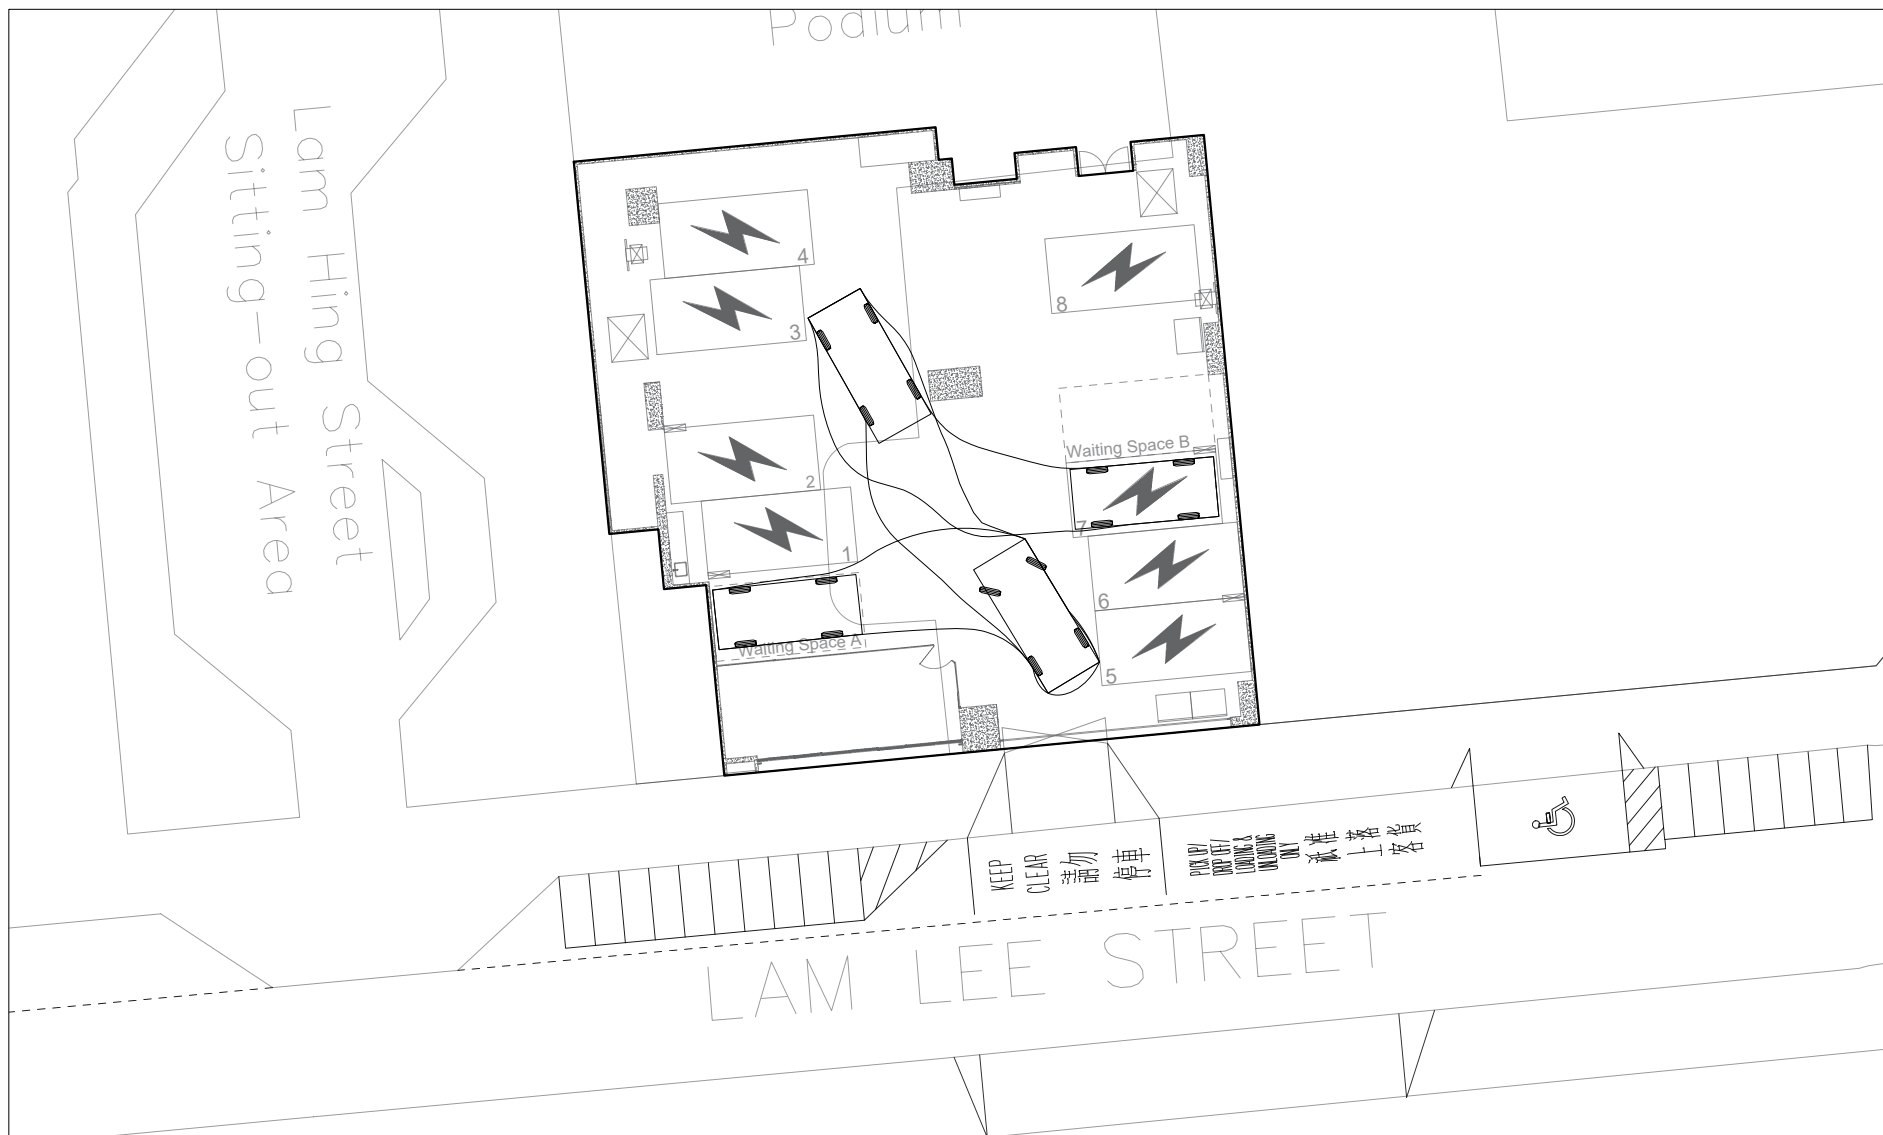 Podium
Lam Hing Street
Sitting-out Area
4
3
8
2
Waiting Space B
7
1
6
Waiting Space A
5
KEEP
CLEAR
請勿
停車
PICK UP/
DROP OFF/
LOADING &
UNLOADING
ONLY
祇准
上落
客貨
LAM LEE STREET